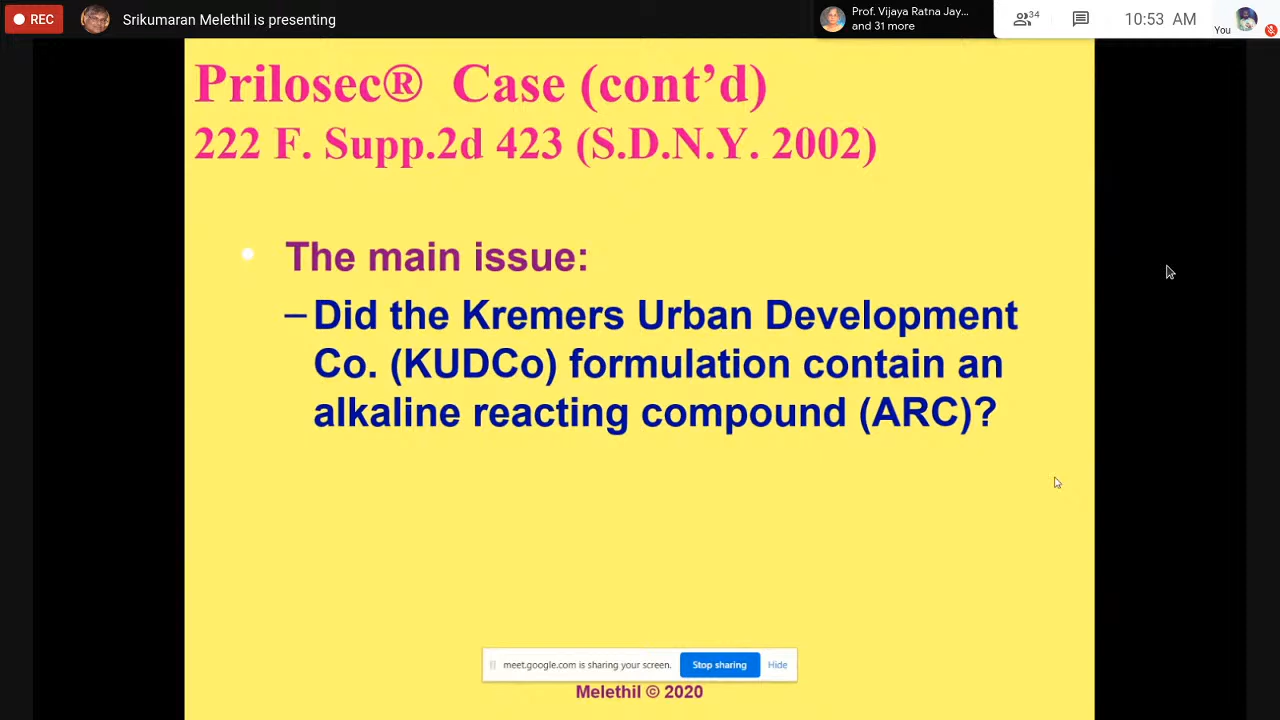 REC
Srikumaran Melethil is presenting
Prof. Vijaya Ratna Jay...
and 31 more
34
10:53 AM
You
Prilosec® Case (cont’d)
222 F. Supp.2d 423 (S.D.N.Y. 2002)
• The main issue:
–Did the Kremers Urban Development
Co. (KUDCo) formulation contain an
alkaline reacting compound (ARC)?
meet.google.com is sharing your screen.
Stop sharing
Hide
Melethil © 2020